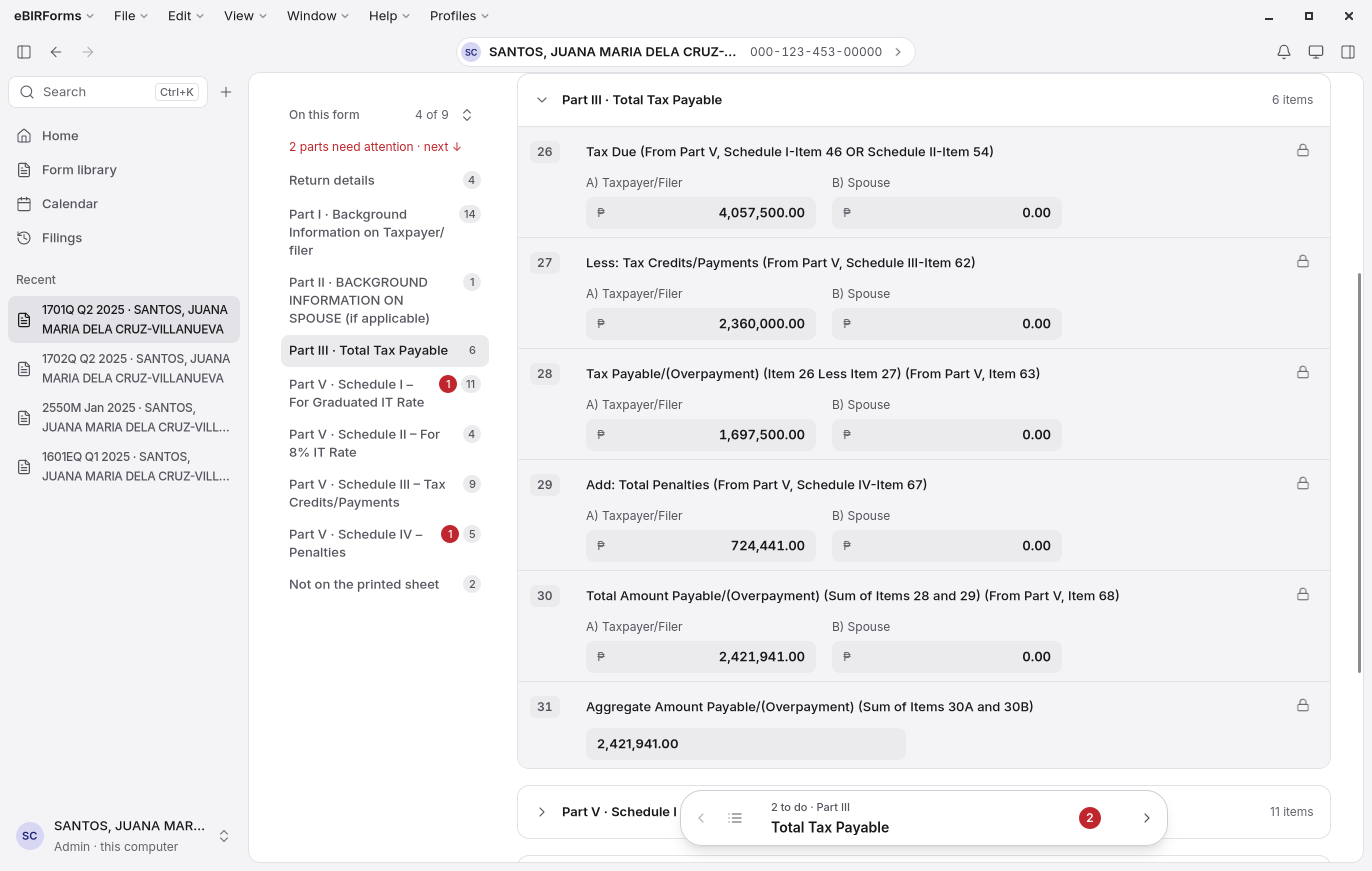 eBIRForms File Edit View Window Help Profiles
SC SANTOS, JUANA MARIA DELA CRUZ-... 000-123-453-00000
Search Ctrl+K
Home
Form library
Calendar
Filings
Recent
1701Q Q2 2025 · SANTOS, JUANA
MARIA DELA CRUZ-VILLANUEVA
1702Q Q2 2025 · SANTOS, JUANA
MARIA DELA CRUZ-VILLANUEVA
2550M Jan 2025 · SANTOS,
JUANA MARIA DELA CRUZ-VILL...
1601EQ Q1 2025 · SANTOS,
JUANA MARIA DELA CRUZ-VILL...
SC SANTOS, JUANA MAR...
Admin · this computer
On this form 4 of 9
2 parts need attention · next ↓
Return details 4
Part I · Background 14
Information on Taxpayer/
filer
Part II · BACKGROUND 1
INFORMATION ON
SPOUSE (if applicable)
Part III · Total Tax Payable 6
Part V · Schedule I – 1 11
For Graduated IT Rate
Part V · Schedule II – For 4
8% IT Rate
Part V · Schedule III – Tax 9
Credits/Payments
Part V · Schedule IV – 1 5
Penalties
Not on the printed sheet 2
Part III · Total Tax Payable 6 items
26 Tax Due (From Part V, Schedule I-Item 46 OR Schedule II-Item 54)
A) Taxpayer/Filer B) Spouse
₱ 4,057,500.00 ₱ 0.00
27 Less: Tax Credits/Payments (From Part V, Schedule III-Item 62)
A) Taxpayer/Filer B) Spouse
₱ 2,360,000.00 ₱ 0.00
28 Tax Payable/(Overpayment) (Item 26 Less Item 27) (From Part V, Item 63)
A) Taxpayer/Filer B) Spouse
₱ 1,697,500.00 ₱ 0.00
29 Add: Total Penalties (From Part V, Schedule IV-Item 67)
A) Taxpayer/Filer B) Spouse
₱ 724,441.00 ₱ 0.00
30 Total Amount Payable/(Overpayment) (Sum of Items 28 and 29) (From Part V, Item 68)
A) Taxpayer/Filer B) Spouse
₱ 2,421,941.00 ₱ 0.00
31 Aggregate Amount Payable/(Overpayment) (Sum of Items 30A and 30B)
2,421,941.00
Part V · Schedule I 11 items
2 to do · Part III
Total Tax Payable 2